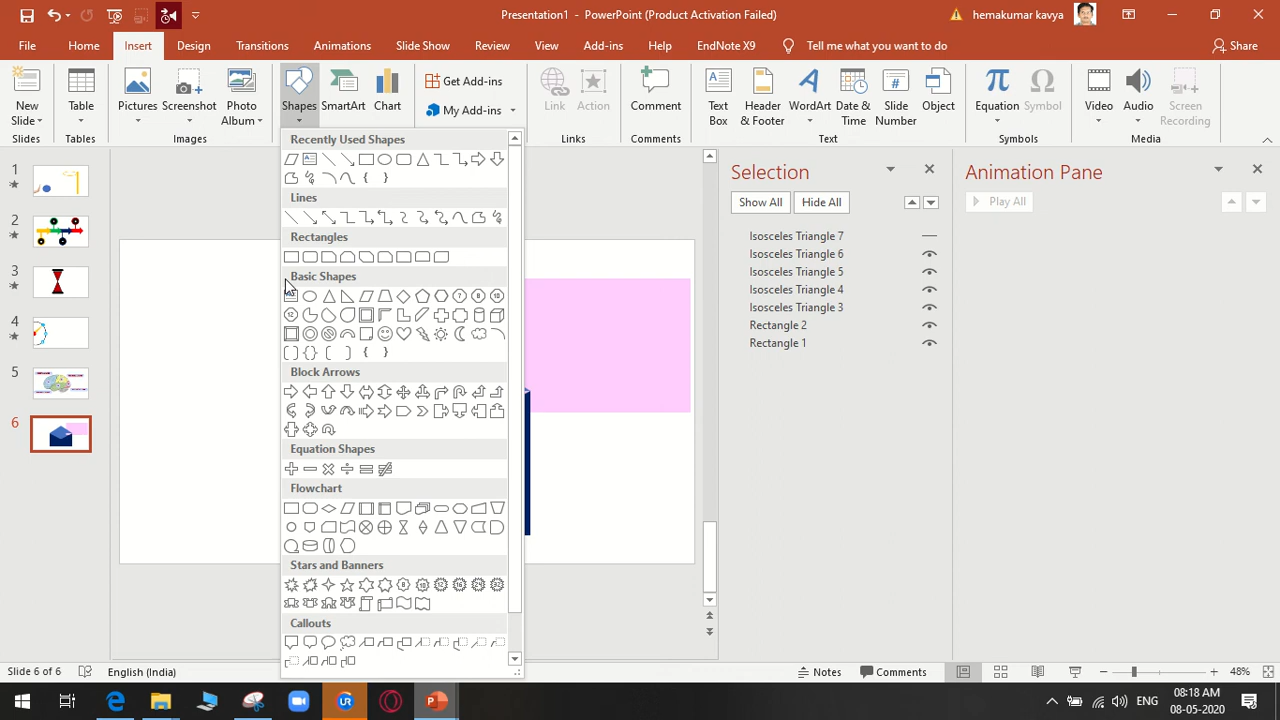 Presentation1 - PowerPoint (Product Activation Failed)
hemakumar kavya
File Home Insert Design Transitions Animations Slide Show Review View Add-ins Help EndNote X9 Tell me what you want to do Share
New Slide
Table
Pictures
Screenshot
Photo Album
Shapes
SmartArt
Chart
Get Add-ins
My Add-ins
Link
Action
Comment
Text Box
Header & Footer
WordArt
Date & Time
Slide Number
Object
Equation
Symbol
Video
Audio
Screen Recording
Slides Tables Images Links Comments Text Symbols Media
Recently Used Shapes
Lines
Rectangles
Basic Shapes
Block Arrows
Equation Shapes
Flowchart
Stars and Banners
Callouts
1
2
3
4
5
6
Selection
Show All Hide All
Isosceles Triangle 7
Isosceles Triangle 6
Isosceles Triangle 5
Isosceles Triangle 4
Isosceles Triangle 3
Rectangle 2
Rectangle 1
Animation Pane
Play All
Slide 6 of 6 English (India) Notes Comments 48%
ENG
08:18 AM
08-05-2020